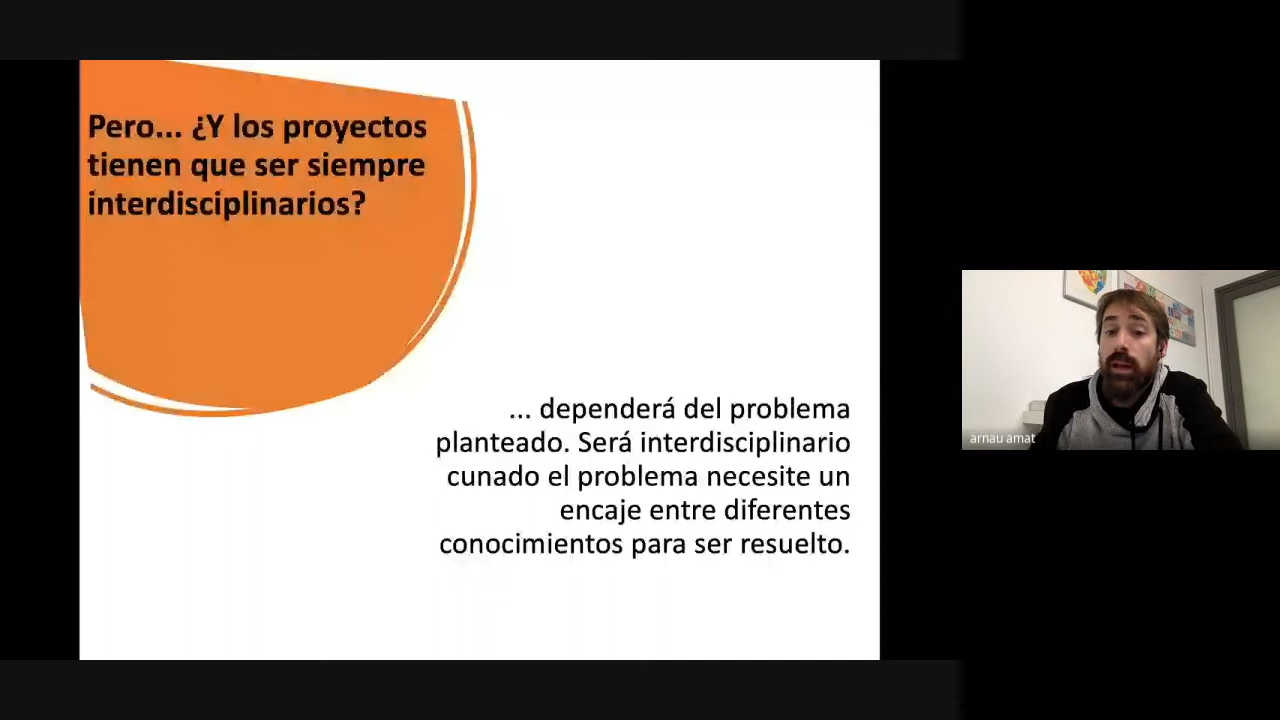 Pero... ¿Y los proyectos
tienen que ser siempre
interdisciplinarios?
... dependerá del problema
planteado. Será interdisciplinario
cunado el problema necesite un
encaje entre diferentes
conocimientos para ser resuelto.
arnau amat